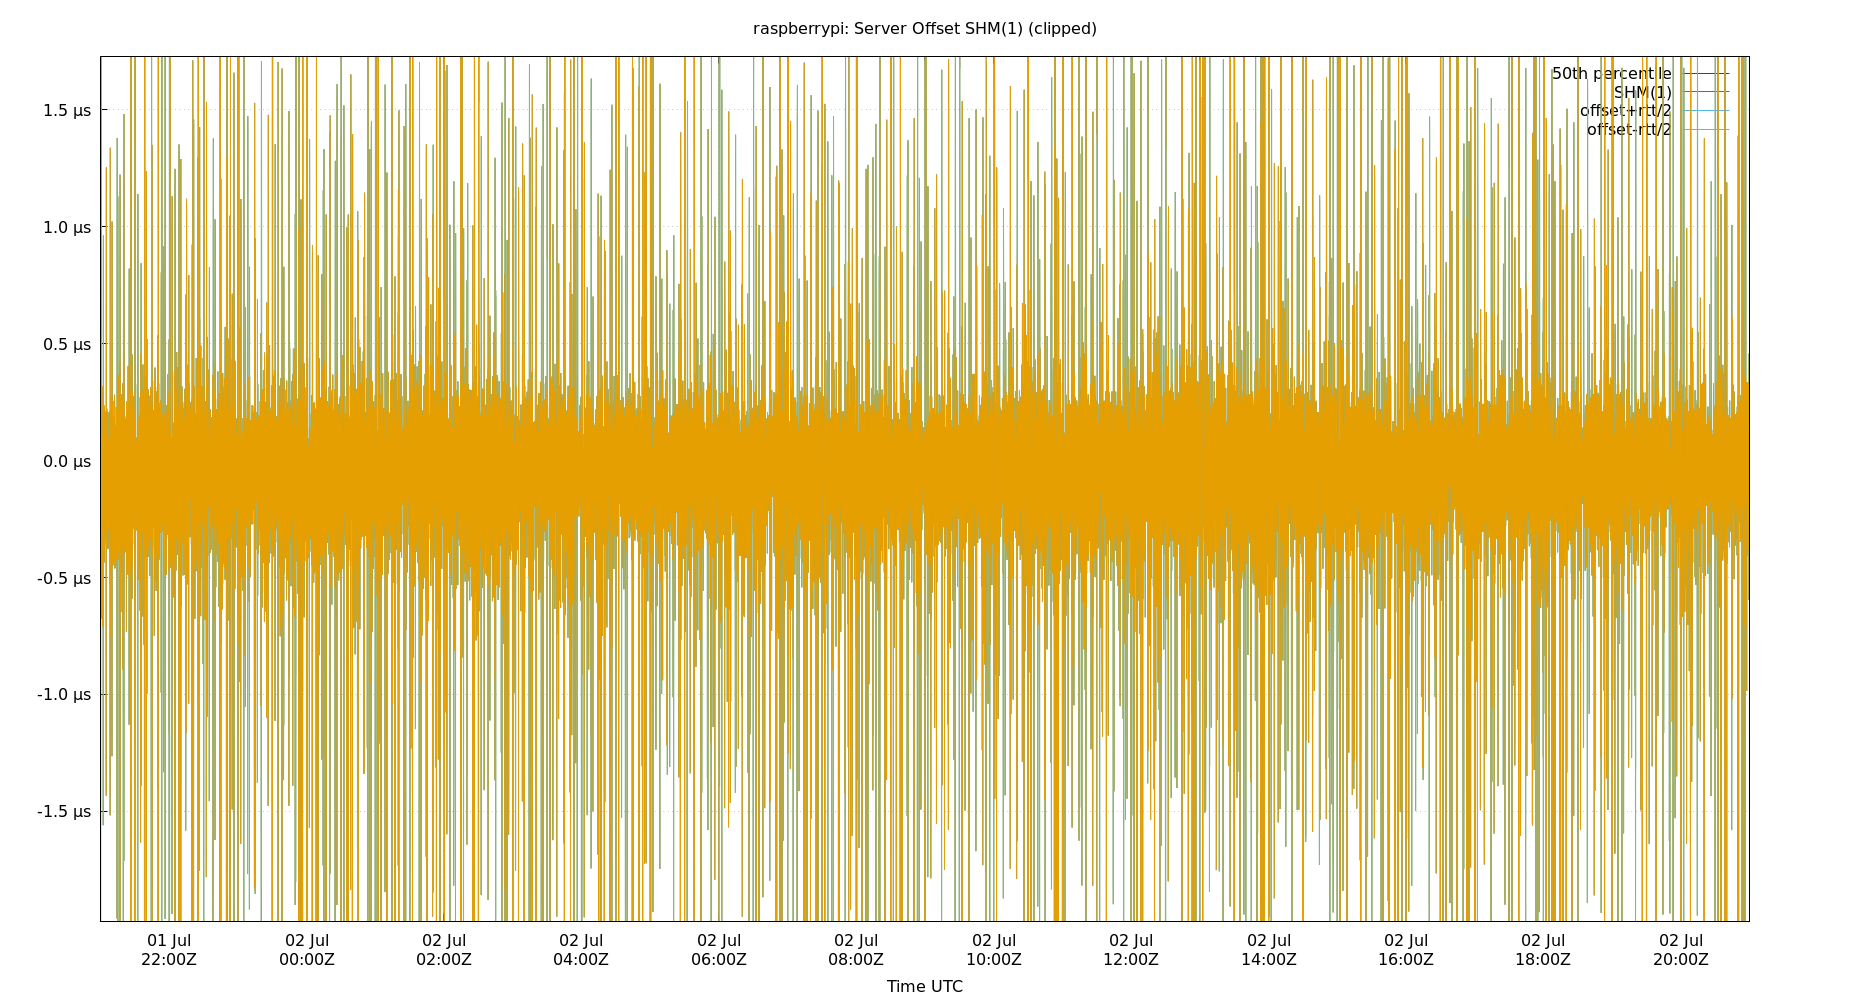 raspberrypi: Server Offset SHM(1) (clipped)
50th percentile
SHM(1)
offset+rtt/2
offset-rtt/2
1.5 µs
1.0 µs
0.5 µs
0.0 µs
-0.5 µs
-1.0 µs
-1.5 µs
01 Jul 02 Jul 02 Jul 02 Jul 02 Jul 02 Jul 02 Jul 02 Jul 02 Jul 02 Jul 02 Jul 02 Jul
22:00Z 00:00Z 02:00Z 04:00Z 06:00Z 08:00Z 10:00Z 12:00Z 14:00Z 16:00Z 18:00Z 20:00Z
Time UTC